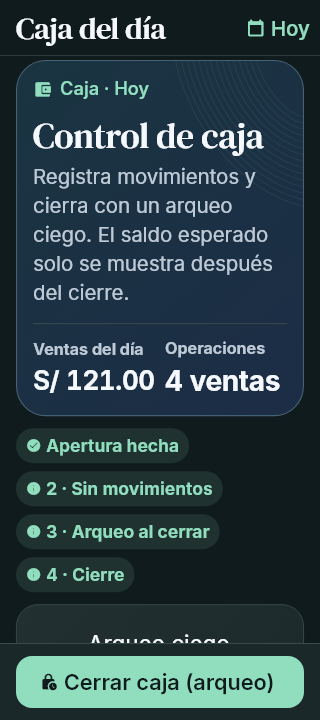 Caja del día
Hoy
Caja · Hoy
Control de caja
Registra movimientos y
cierra con un arqueo
ciego. El saldo esperado
solo se muestra después
del cierre.
Ventas del día
S/ 121.00
Operaciones
4 ventas
Apertura hecha
2 · Sin movimientos
3 · Arqueo al cerrar
4 · Cierre
Arqueo ciego
Cerrar caja (arqueo)